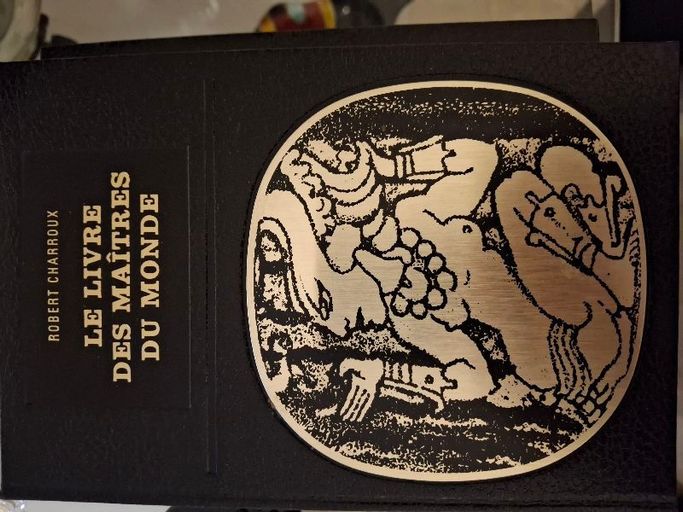 ROBERT CHARROUX
LE LIVRE
DES MAÎTRES
DU MONDE